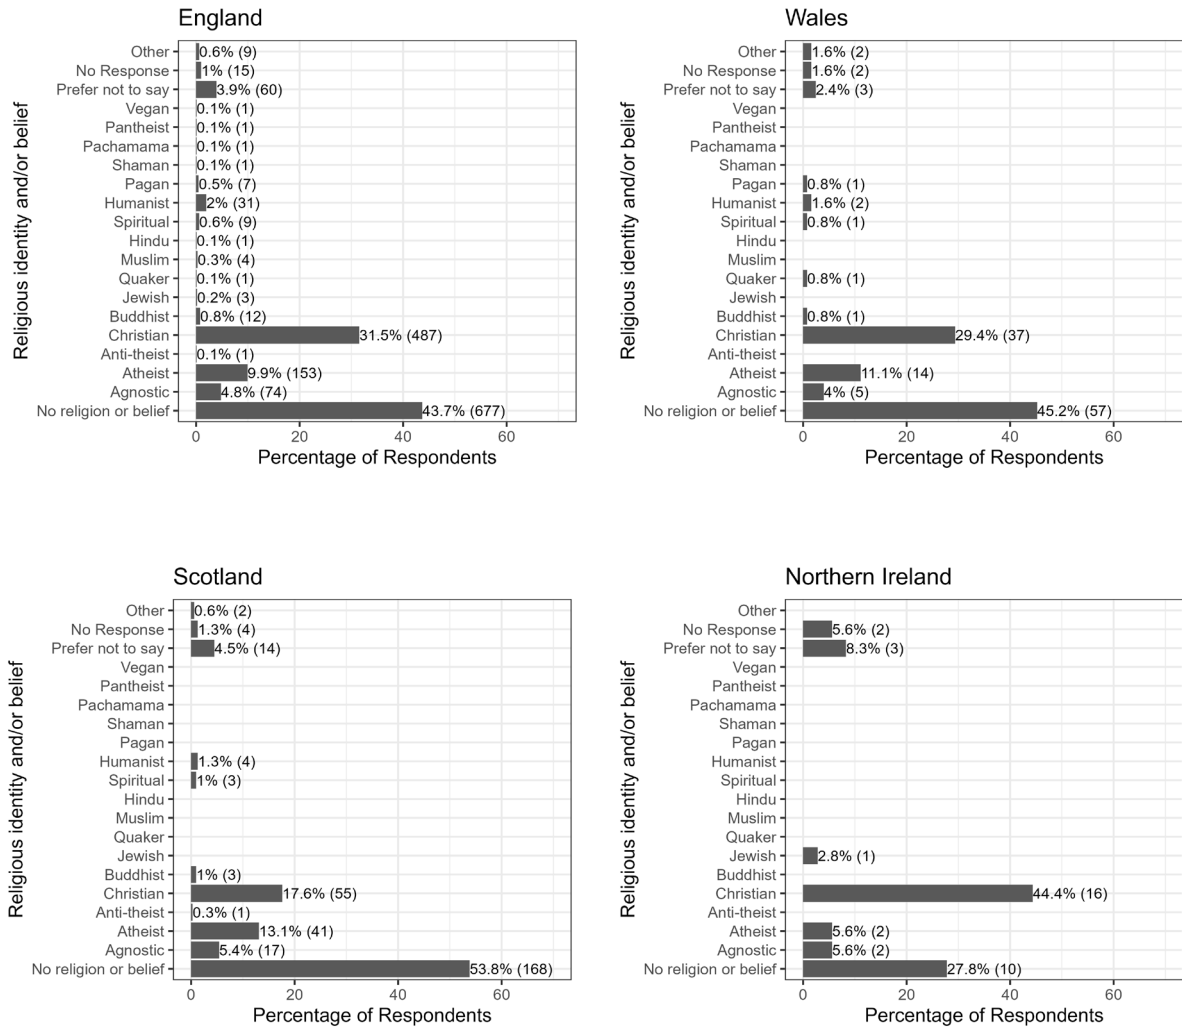 England
Religious identity and/or belief
Other 0.6% (9)
No Response 1% (15)
Prefer not to say 3.9% (60)
Vegan 0.1% (1)
Pantheist 0.1% (1)
Pachamama 0.1% (1)
Shaman 0.1% (1)
Pagan 0.5% (7)
Humanist 2% (31)
Spiritual 0.6% (9)
Hindu 0.1% (1)
Muslim 0.3% (4)
Quaker 0.1% (1)
Jewish 0.2% (3)
Buddhist 0.8% (12)
Christian 31.5% (487)
Anti-theist 0.1% (1)
Atheist 9.9% (153)
Agnostic 4.8% (74)
No religion or belief 43.7% (677)
0 20 40 60
Percentage of Respondents
Wales
Religious identity and/or belief
Other 1.6% (2)
No Response 1.6% (2)
Prefer not to say 2.4% (3)
Vegan
Pantheist
Pachamama
Shaman
Pagan 0.8% (1)
Humanist 1.6% (2)
Spiritual 0.8% (1)
Hindu
Muslim
Quaker 0.8% (1)
Jewish
Buddhist 0.8% (1)
Christian 29.4% (37)
Anti-theist
Atheist 11.1% (14)
Agnostic 4% (5)
No religion or belief 45.2% (57)
0 20 40 60
Percentage of Respondents
Scotland
Religious identity and/or belief
Other 0.6% (2)
No Response 1.3% (4)
Prefer not to say 4.5% (14)
Vegan
Pantheist
Pachamama
Shaman
Pagan
Humanist 1.3% (4)
Spiritual 1% (3)
Hindu
Muslim
Quaker
Jewish
Buddhist 1% (3)
Christian 17.6% (55)
Anti-theist 0.3% (1)
Atheist 13.1% (41)
Agnostic 5.4% (17)
No religion or belief 53.8% (168)
0 20 40 60
Percentage of Respondents
Northern Ireland
Religious identity and/or belief
Other
No Response 5.6% (2)
Prefer not to say 8.3% (3)
Vegan
Pantheist
Pachamama
Shaman
Pagan
Humanist
Spiritual
Hindu
Muslim
Quaker
Jewish 2.8% (1)
Buddhist
Christian 44.4% (16)
Anti-theist
Atheist 5.6% (2)
Agnostic 5.6% (2)
No religion or belief 27.8% (10)
0 20 40 60
Percentage of Respondents